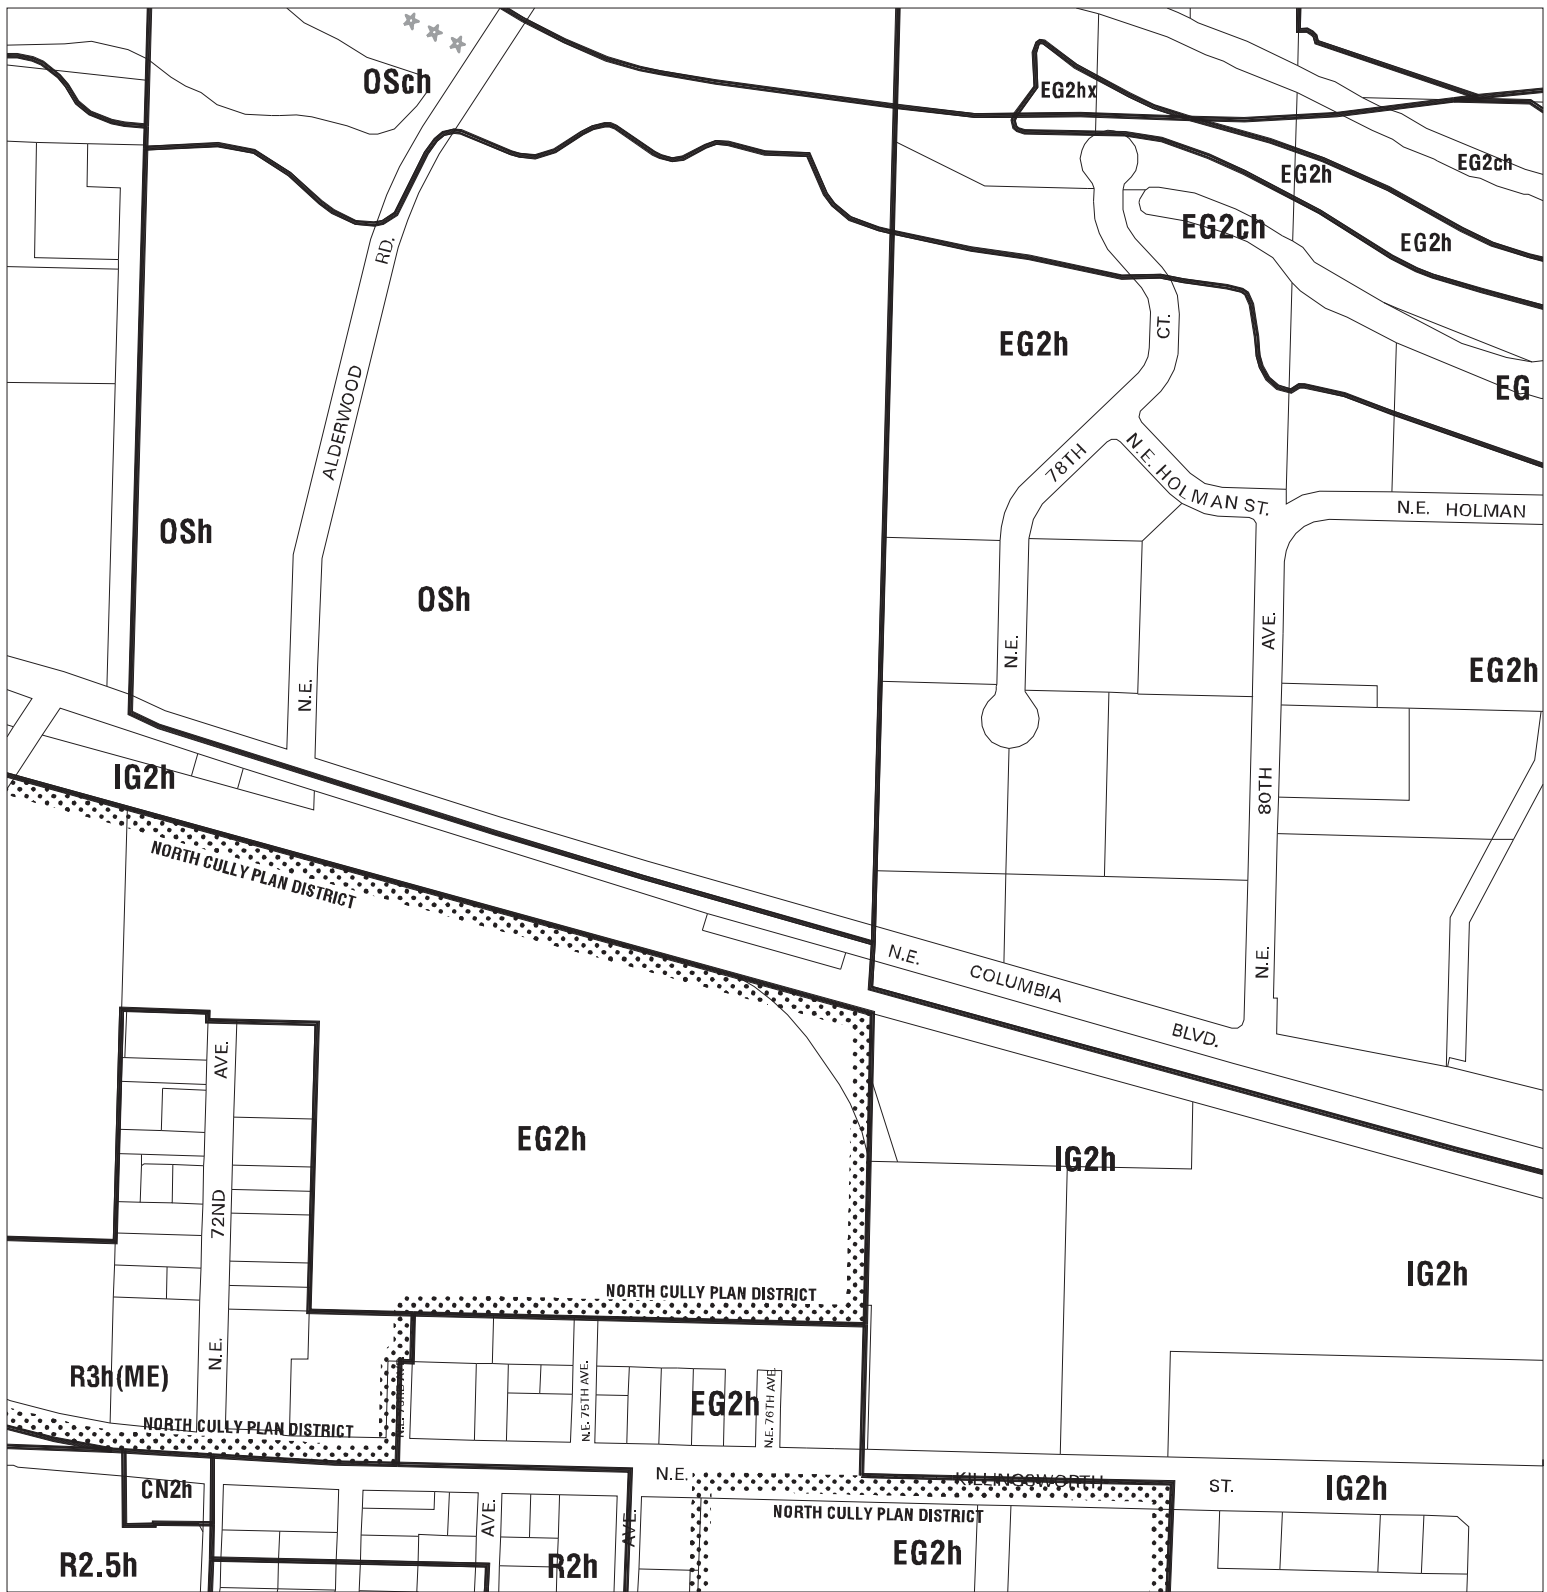 OSch
EG2hx
EG2ch
EG2h
EG2ch
EG2h
RD.
ALDERWOOD
N.E.
EG2h
CT.
EG
78TH
N.E.
N.E. HOLMAN ST.
N.E. HOLMAN
OSh
OSh
AVE.
80TH
N.E.
EG2h
IG2h
NORTH CULLY PLAN DISTRICT
N.E. COLUMBIA BLVD.
AVE.
72ND
N.E.
EG2h
IG2h
IG2h
NORTH CULLY PLAN DISTRICT
R3h(ME)
N.E. 75TH AVE.
EG2h
N.E. 76TH AVE.
NORTH CULLY PLAN DISTRICT
N.E. KILLINGSWORTH ST.
CN2h
IG2h
AVE.
AVE.
NORTH CULLY PLAN DISTRICT
R2.5h
R2h
EG2h